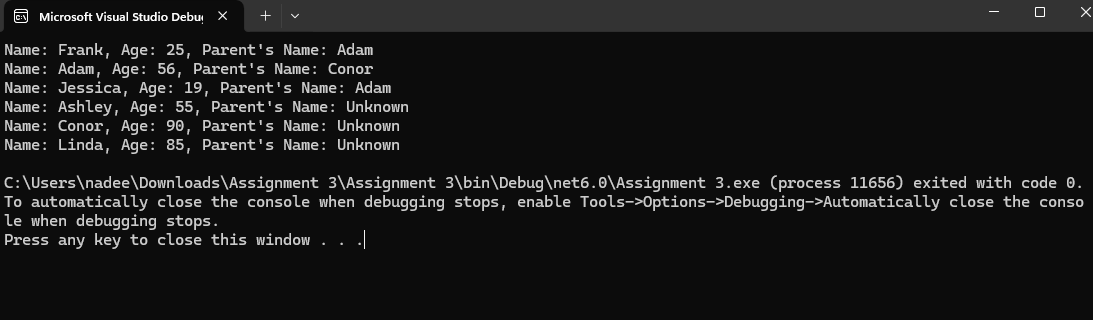 Microsoft Visual Studio Debug
Name: Frank, Age: 25, Parent's Name: Adam
Name: Adam, Age: 56, Parent's Name: Conor
Name: Jessica, Age: 19, Parent's Name: Adam
Name: Ashley, Age: 55, Parent's Name: Unknown
Name: Conor, Age: 90, Parent's Name: Unknown
Name: Linda, Age: 85, Parent's Name: Unknown
C:\Users\nadee\Downloads\Assignment 3\Assignment 3\bin\Debug\net6.0\Assignment 3.exe (process 11656) exited with code 0.
To automatically close the console when debugging stops, enable Tools->Options->Debugging->Automatically close the conso
le when debugging stops.
Press any key to close this window . . .